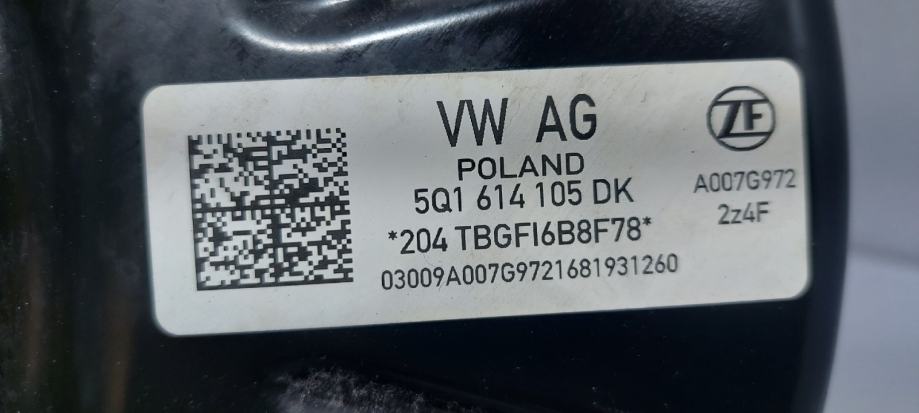 VW AG
POLAND
5Q1 614 105 DK
*204 TBGFI6B8F78*
03009A007G9721681931260
ZF
A007G972
2z4F